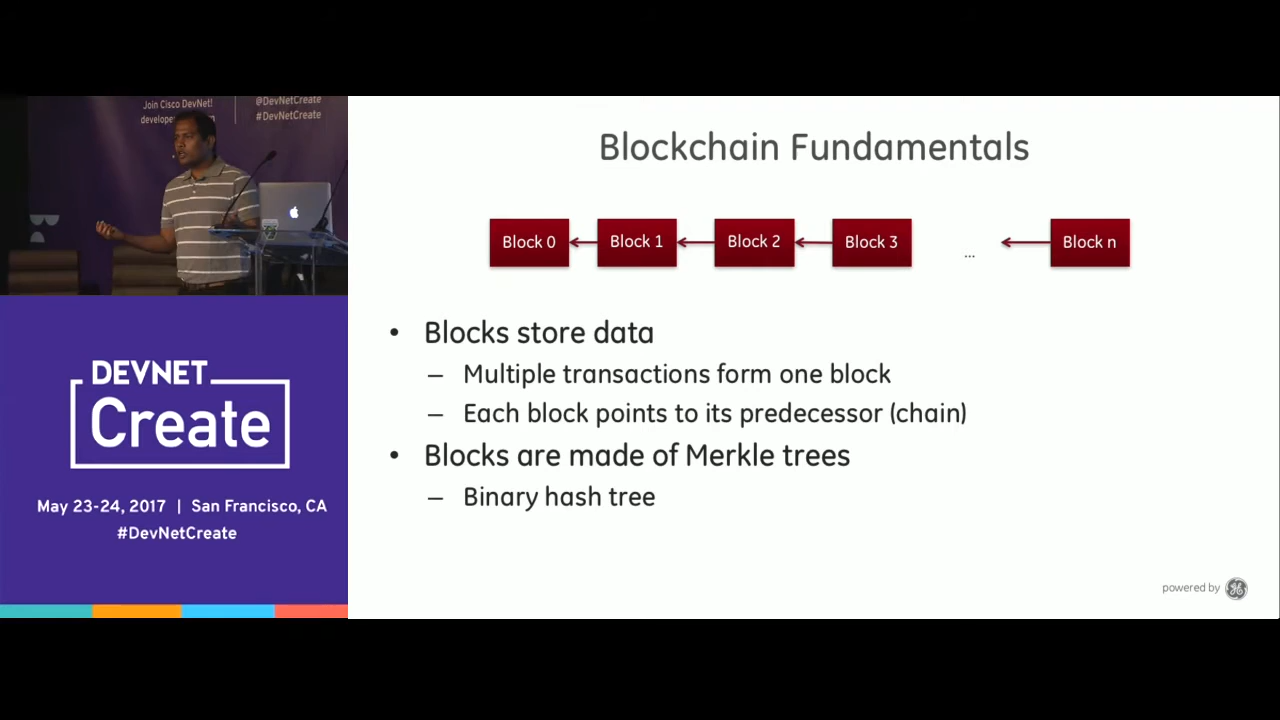 Join Cisco DevNet!
@DevNetCreate
#DevNetCreate
DEVNET
Create
May 23-24, 2017 | San Francisco, CA
#DevNetCreate
Blockchain Fundamentals
Block 0
Block 1
Block 2
Block 3
...
Block n
• Blocks store data
– Multiple transactions form one block
– Each block points to its predecessor (chain)
• Blocks are made of Merkle trees
– Binary hash tree
powered by